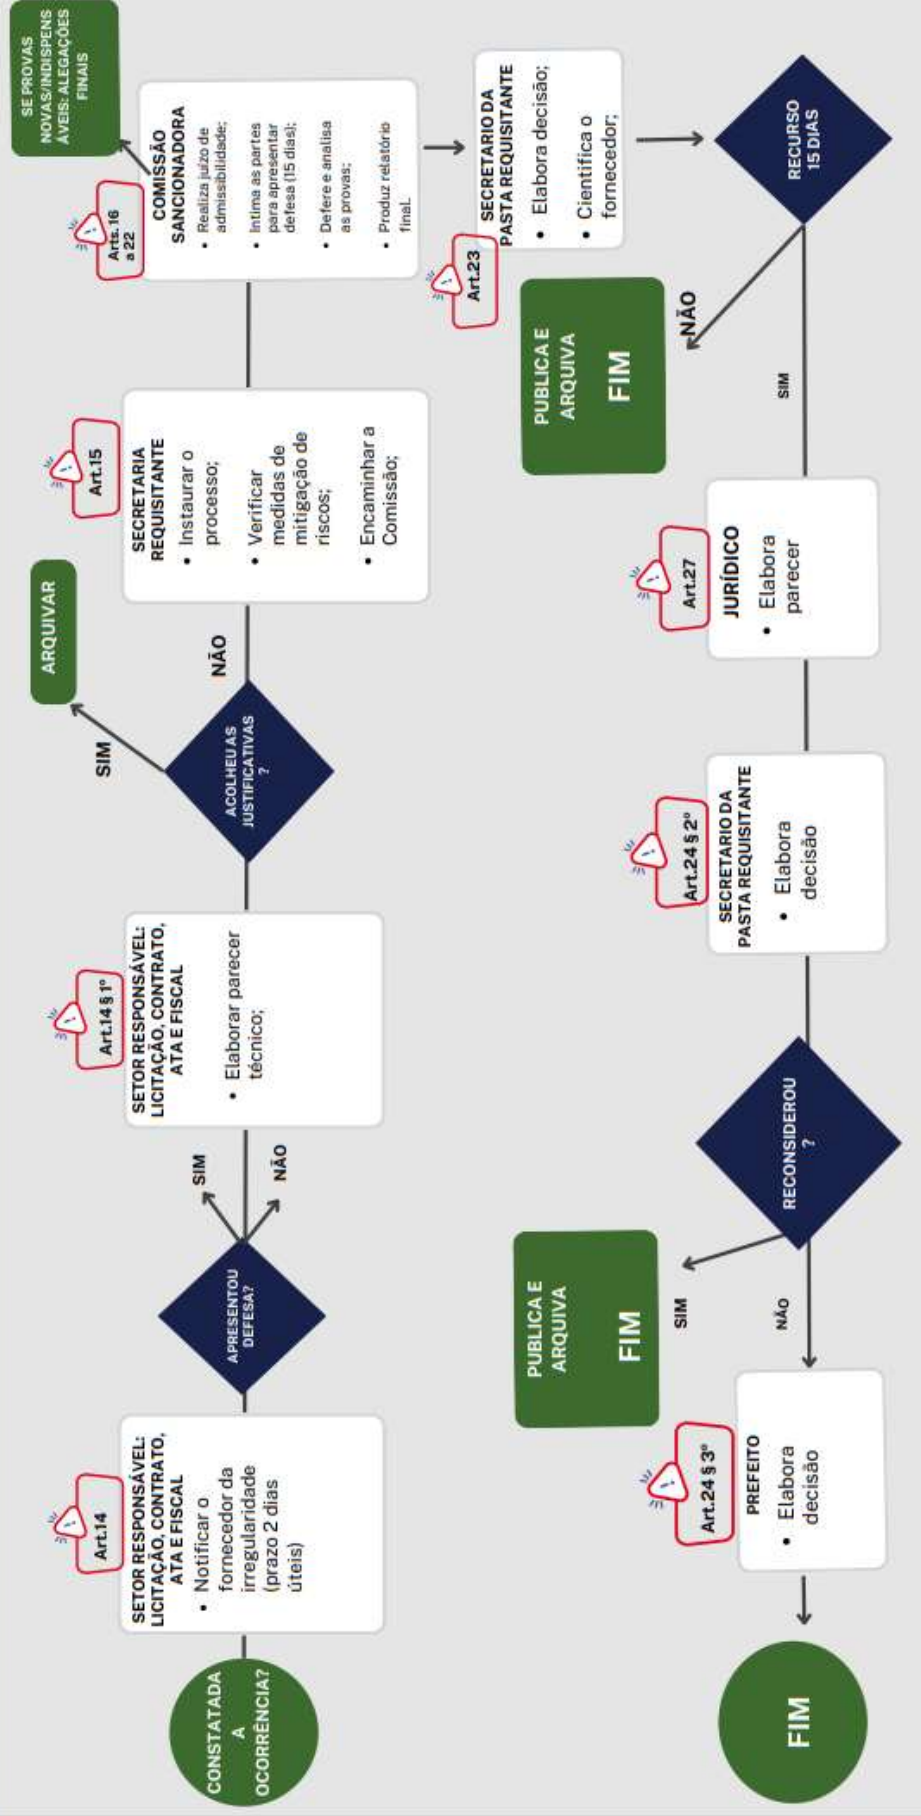 CONSTATADA
A
OCORRÊNCIA?
Art.14
SETOR RESPONSÁVEL:
LICITAÇÃO, CONTRATO,
ATA E FISCAL
• Notificar o
fornecedor da
irregularidade
(prazo 2 dias
úteis)
APRESENTOU
DEFESA?
SIM
NÃO
Art.14 § 1º
SETOR RESPONSÁVEL:
LICITAÇÃO, CONTRATO,
ATA E FISCAL
• Elaborar parecer
técnico;
ACOLHEU AS
JUSTIFICATIVAS
?
SIM
ARQUIVAR
NÃO
Art.15
SECRETARIA
REQUISITANTE
• Instaurar o
processo;
• Verificar
medidas de
mitigação de
riscos;
• Encaminhar a
Comissão;
Arts. 16
a 22
COMISSÃO
SANCIONADORA
• Realiza juízo de
admissibilidade;
• Intima as partes
para apresentar
defesa (15 dias);
• Defere e analisa
as provas;
• Produz relatório
final.
SE PROVAS
NOVAS/INDISPENS
ÁVEIS: ALEGAÇÕES
FINAIS
Art.23
SECRETARIO DA
PASTA REQUISITANTE
• Elabora decisão;
• Cientifica o
fornecedor;
RECURSO
15 DIAS
NÃO
PUBLICA E
ARQUIVA
FIM
SIM
Art.27
JURÍDICO
• Elabora
parecer
Art.24 § 2º
SECRETARIO DA
PASTA REQUISITANTE
• Elabora
decisão
RECONSIDEROU
?
SIM
PUBLICA E
ARQUIVA
FIM
NÃO
Art.24 § 3º
PREFEITO
• Elabora
decisão
FIM